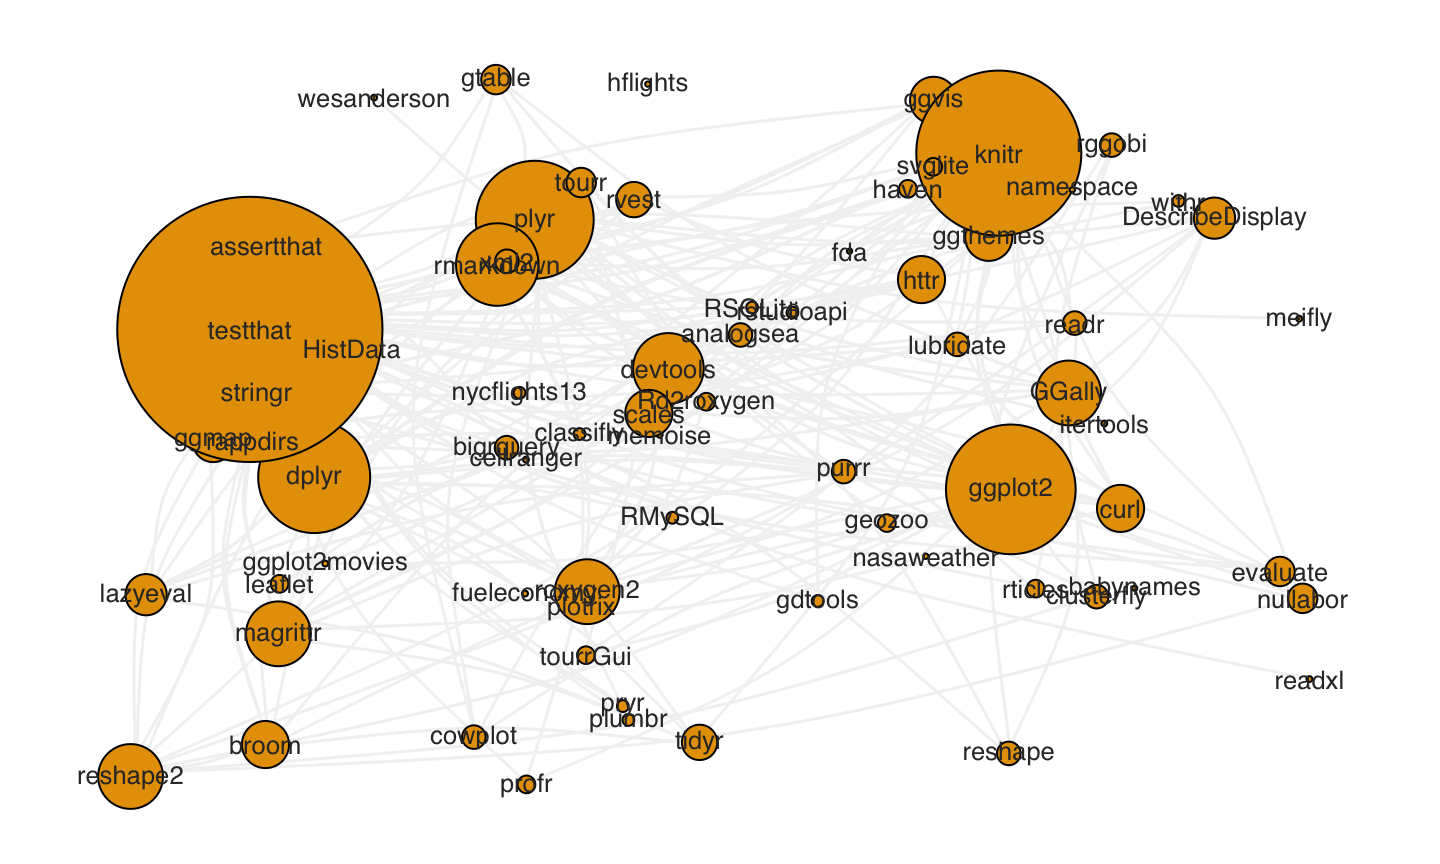 gtable
hflights
wesanderson
ggvis
knitr
rggobi
svglite
haven
namespace
tourr
rvest
plyr
withr
DescribeDisplay
ggthemes
assertthat
xml2
rmarkdown
fda
httr
RSQLite
rstudioapi
meifly
testthat
analogsea
readr
lubridate
HistData
devtools
stringr
nycflights13
Rd2roxygen
GGally
scales
itertools
ggmap
rappdirs
classifly
memoise
bigrquery
cellranger
dplyr
purrr
ggplot2
curl
RMySQL
geozoo
nasaweather
ggplot2movies
leaflet
lazyeval
evaluate
nullabor
fueleconomy
roxygen2
plotrix
gdtools
rticles
babynames
clusterfly
magrittr
tourrGui
readxl
pryr
plumbr
cowplot
tidyr
broom
reshape
reshape2
profr